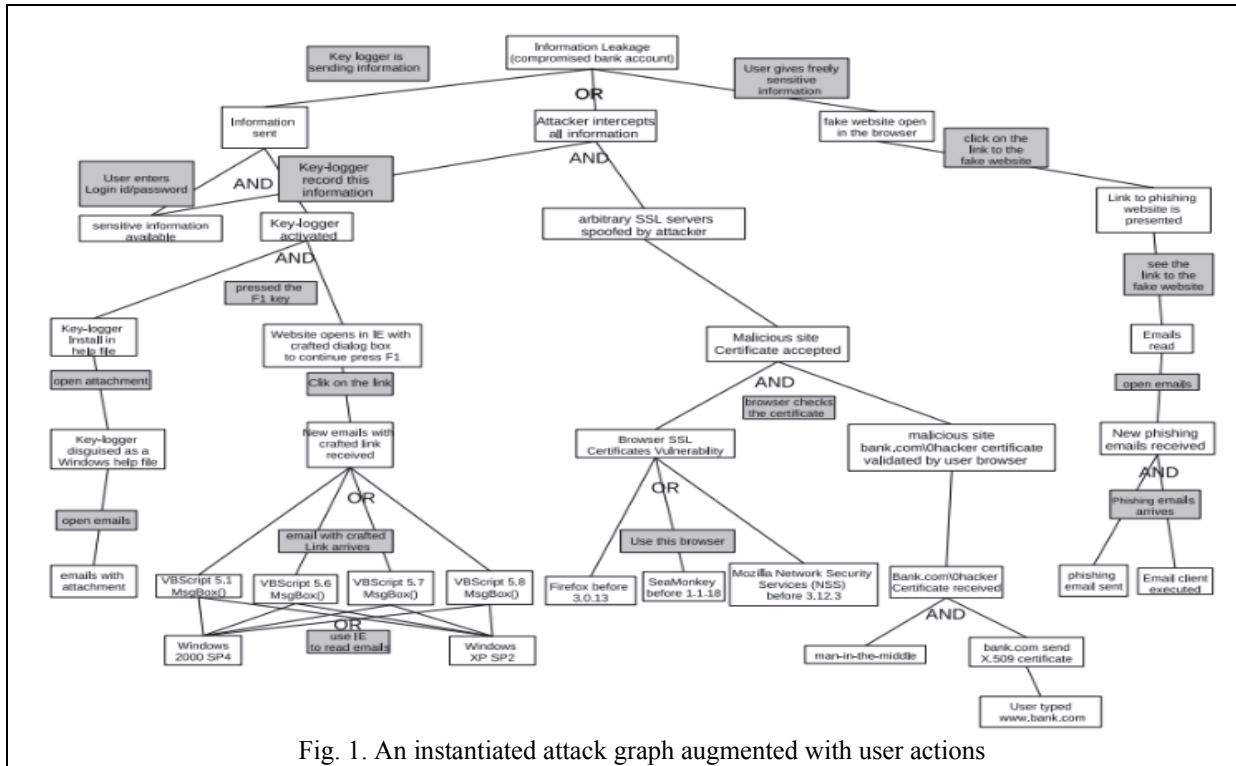 Key logger is
sending information
Information Leakage
(compromised bank account)
User gives freely
sensitive
information
OR
Information
sent
Attacker intercepts
all information
fake website open
in the browser
click on the
link to the
fake website
User enters
Login id/password
AND
Key-logger
record this
information
AND
sensitive information
available
Key-logger
activated
arbitrary SSL servers
spoofed by attacker
Link to phishing
website is
presented
AND
pressed the
F1 key
see the
link to the
fake website
Key-logger
Install in
help file
Website opens in IE with
crafted dialog box
to continue press F1
Malicious site
Certificate accepted
Emails
read
open attachment
Clik on the link
AND
browser checks
the certificate
open emails
Key-logger
disguised as a
Windows help file
New emails with
crafted link
received
Browser SSL
Certificates Vulnerability
malicious site
bank.com\0hacker certificate
validated by user browser
New phishing
emails received
AND
OR
OR
Phishing emails
arrives
open emails
email with crafted
Link arrives
Use this browser
emails with
attachment
VBScript 5.1
MsgBox()
VBScript 5.6
MsgBox()
VBScript 5.7
MsgBox()
VBScript 5.8
MsgBox()
Firefox before
3.0.13
SeaMonkey
before 1-1-18
Mozilla Network Security
Services (NSS)
before 3.12.3
Bank.com\0hacker
Certificate received
phishing
email sent
Email client
executed
OR
use IE
to read emails
Windows
2000 SP4
Windows
XP SP2
AND
man-in-the-middle
bank.com send
X.509 certificate
User typed
www.bank.com
Fig. 1. An instantiated attack graph augmented with user actions